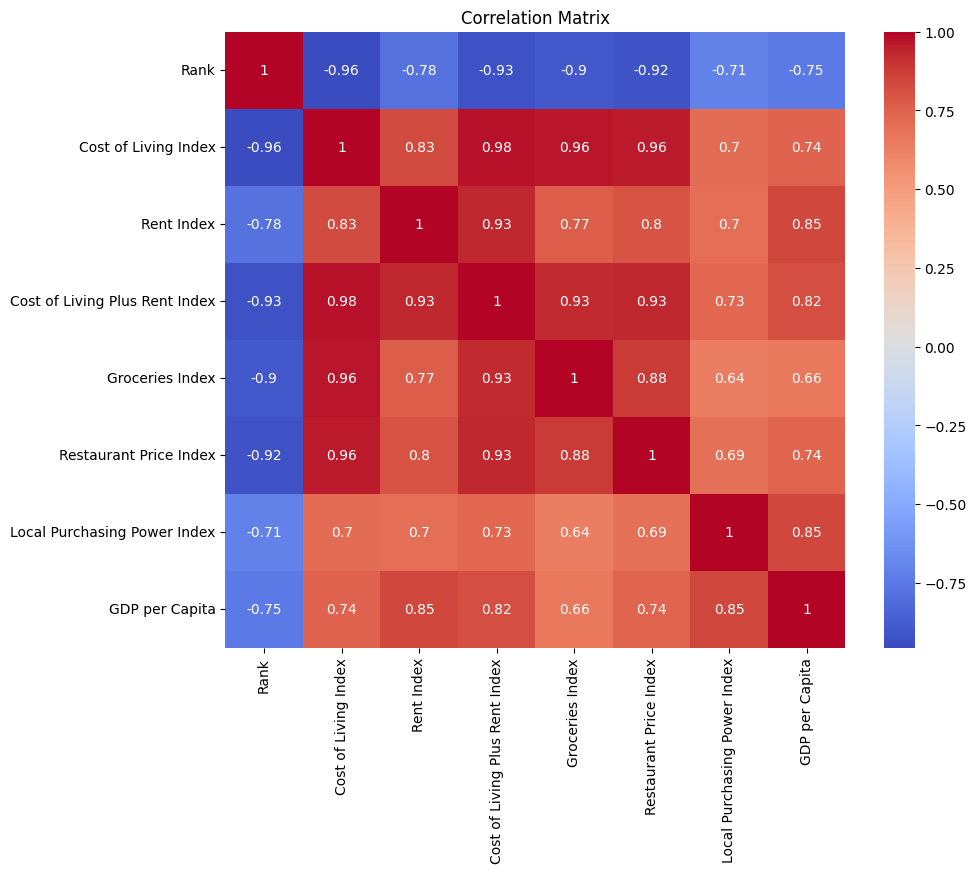 Correlation Matrix
Rank 1 -0.96 -0.78 -0.93 -0.9 -0.92 -0.71 -0.75
Cost of Living Index -0.96 1 0.83 0.98 0.96 0.96 0.7 0.74
Rent Index -0.78 0.83 1 0.93 0.77 0.8 0.7 0.85
Cost of Living Plus Rent Index -0.93 0.98 0.93 1 0.93 0.93 0.73 0.82
Groceries Index -0.9 0.96 0.77 0.93 1 0.88 0.64 0.66
Restaurant Price Index -0.92 0.96 0.8 0.93 0.88 1 0.69 0.74
Local Purchasing Power Index -0.71 0.7 0.7 0.73 0.64 0.69 1 0.85
GDP per Capita -0.75 0.74 0.85 0.82 0.66 0.74 0.85 1
Rank
Cost of Living Index
Rent Index
Cost of Living Plus Rent Index
Groceries Index
Restaurant Price Index
Local Purchasing Power Index
GDP per Capita
1.00
0.75
0.50
0.25
0.00
−0.25
−0.50
−0.75